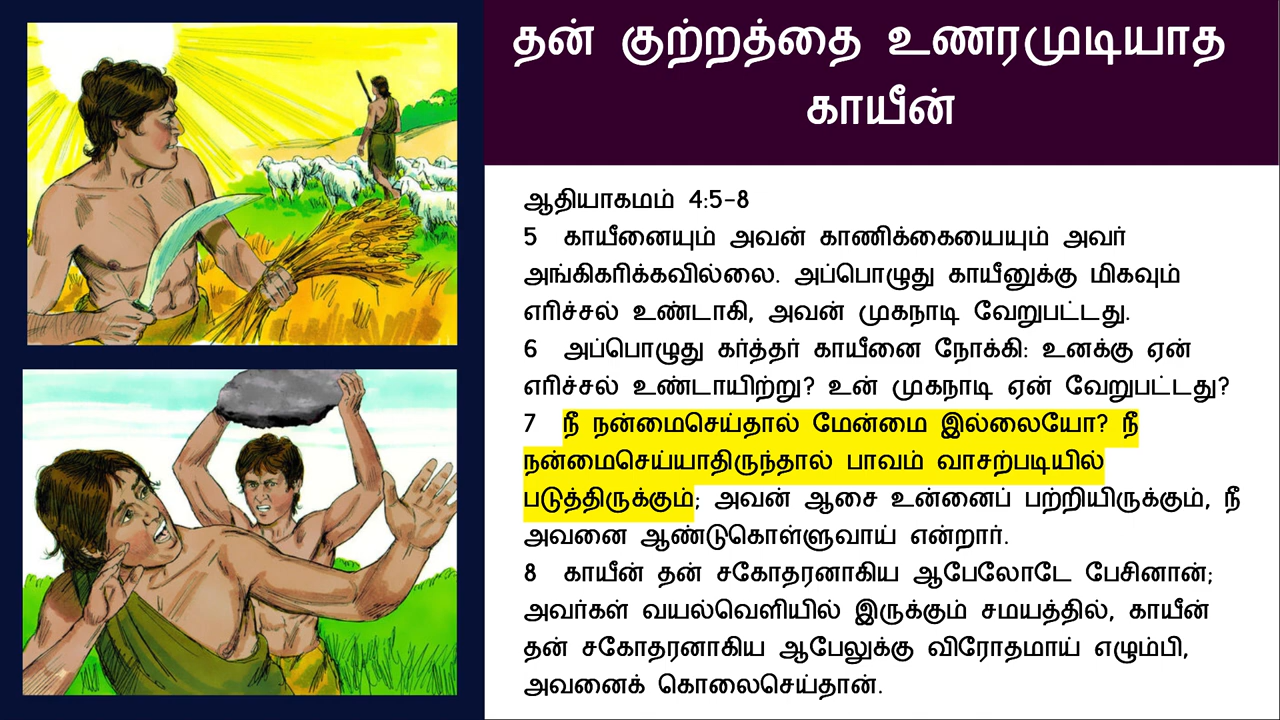 தன் குற்றத்தை உணரமுடியாத
காயீன்
ஆதியாகமம் 4:5-8
5 காயீனையும் அவன் காணிக்கையையும் அவர்
அங்கிகரிக்கவில்லை. அப்பொழுது காயீனுக்கு மிகவும்
எரிச்சல் உண்டாகி, அவன் முகநாடி வேறுபட்டது.
6 அப்பொழுது கர்த்தர் காயீனை நோக்கி: உனக்கு ஏன்
எரிச்சல் உண்டாயிற்று? உன் முகநாடி ஏன் வேறுபட்டது?
7 நீ நன்மைசெய்தால் மேன்மை இல்லையோ? நீ
நன்மைசெய்யாதிருந்தால் பாவம் வாசற்படியில்
படுத்திருக்கும்; அவன் ஆசை உன்னைப் பற்றியிருக்கும், நீ
அவனை ஆண்டுகொள்ளுவாய் என்றார்.
8 காயீன் தன் சகோதரனாகிய ஆபேலோடே பேசினான்;
அவர்கள் வயல்வெளியில் இருக்கும் சமயத்தில், காயீன்
தன் சகோதரனாகிய ஆபேலுக்கு விரோதமாய் எழும்பி,
அவனைக் கொலைசெய்தான்.